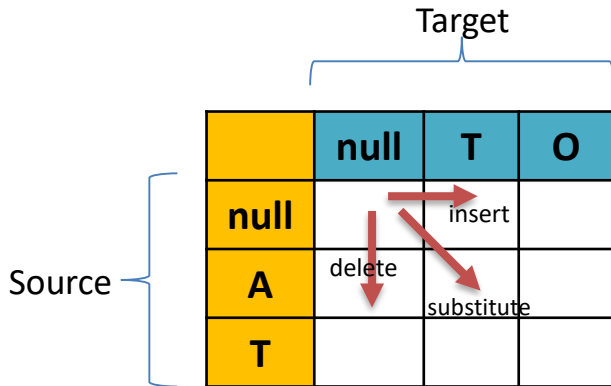 Target
null T O
null
insert
Source
A
delete
substitute
T